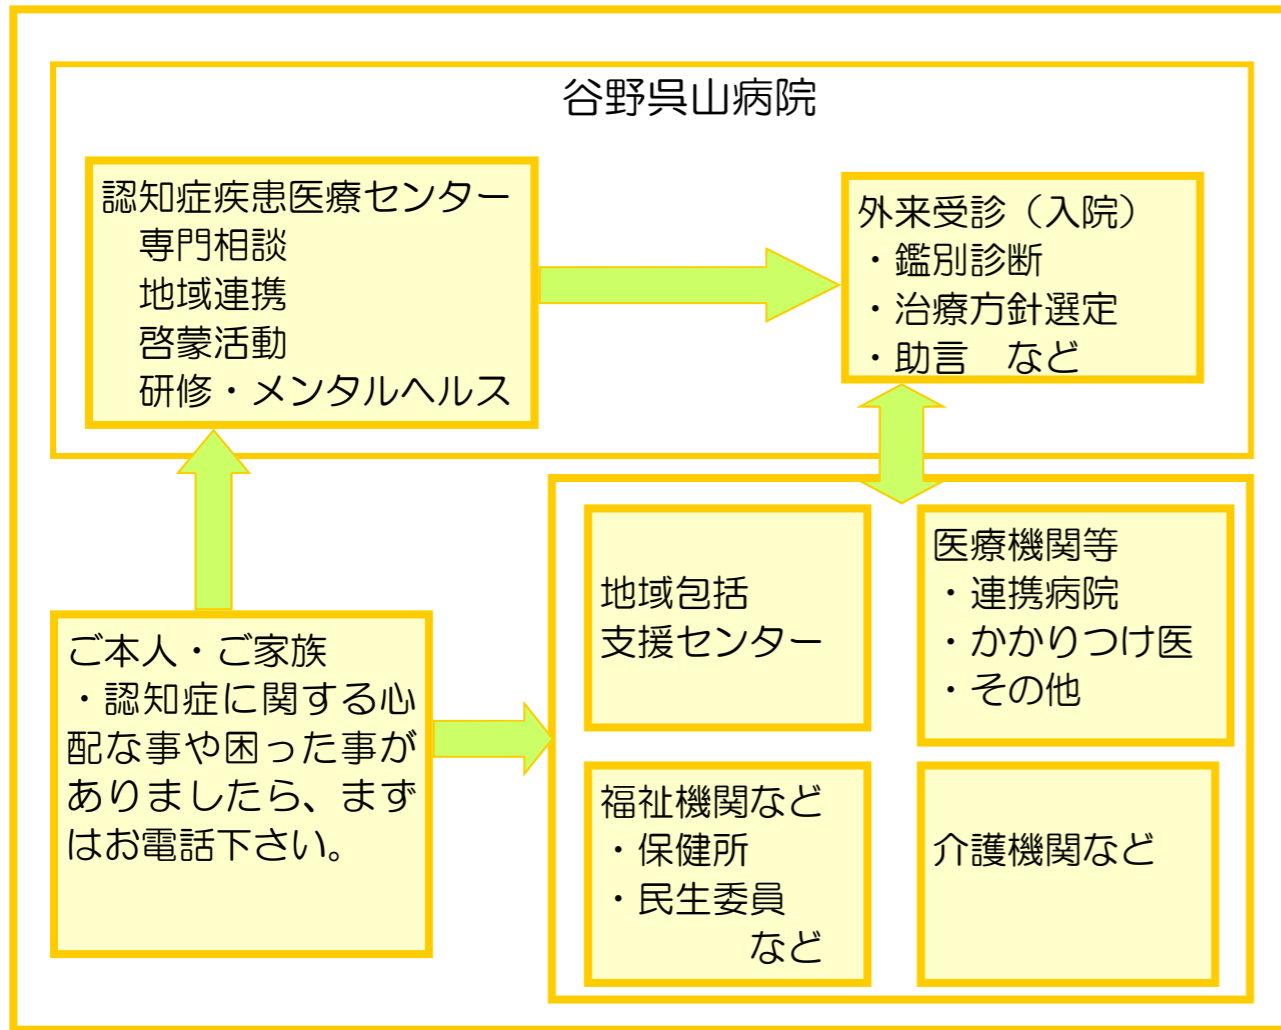 谷野呉山病院
認知症疾患医療センター
専門相談
地域連携
啓蒙活動
研修・メンタルヘルス
外来受診（入院）
・鑑別診断
・治療方針選定
・助言　など
ご本人・ご家族
・認知症に関する心
配な事や困った事が
ありましたら、まず
はお電話下さい。
地域包括
支援センター
医療機関等
・連携病院
・かかりつけ医
・その他
福祉機関など
・保健所
・民生委員
など
介護機関など